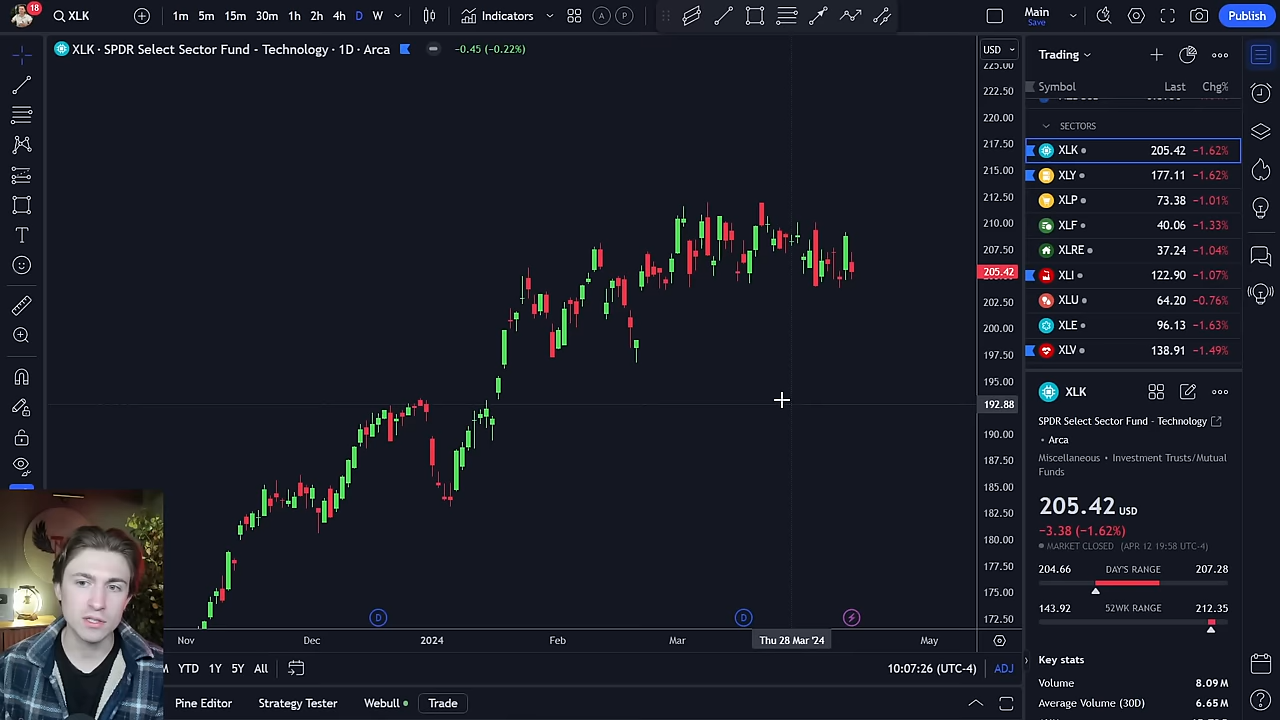 18
XLK
1m 5m 15m 30m 1h 2h 4h D W
Indicators
A P
Main
Save
Publish
XLK · SPDR Select Sector Fund - Technology · 1D · Arca
-0.45 (-0.22%)
USD
225.00
222.50
220.00
217.50
215.00
212.50
210.00
207.50
205.42
202.50
200.00
197.50
195.00
192.88
190.00
187.50
185.00
182.50
180.00
177.50
175.00
172.50
D
D
Nov Dec 2024 Feb Mar Thu 28 Mar '24 May
YTD 1Y 5Y All
10:07:26 (UTC-4) ADJ
Pine Editor Strategy Tester Webull Trade
Trading
Symbol Last Chg%
SECTORS
XLK 205.42 −1.62%
XLY 177.11 −1.62%
XLP 73.38 −1.01%
XLF 40.06 −1.33%
XLRE 37.24 −1.04%
XLI 122.90 −1.07%
XLU 64.20 −0.76%
XLE 96.13 −1.63%
XLV 138.91 −1.49%
XLK
SPDR Select Sector Fund - Technology
• Arca
Miscellaneous • Investment Trusts/Mutual
Funds
205.42 USD
−3.38 (−1.62%)
MARKET CLOSED (APR 12 19:58 UTC-4)
204.66 DAY'S RANGE 207.28
143.92 52WK RANGE 212.35
Key stats
Volume 8.09 M
Average Volume (30D) 6.65 M